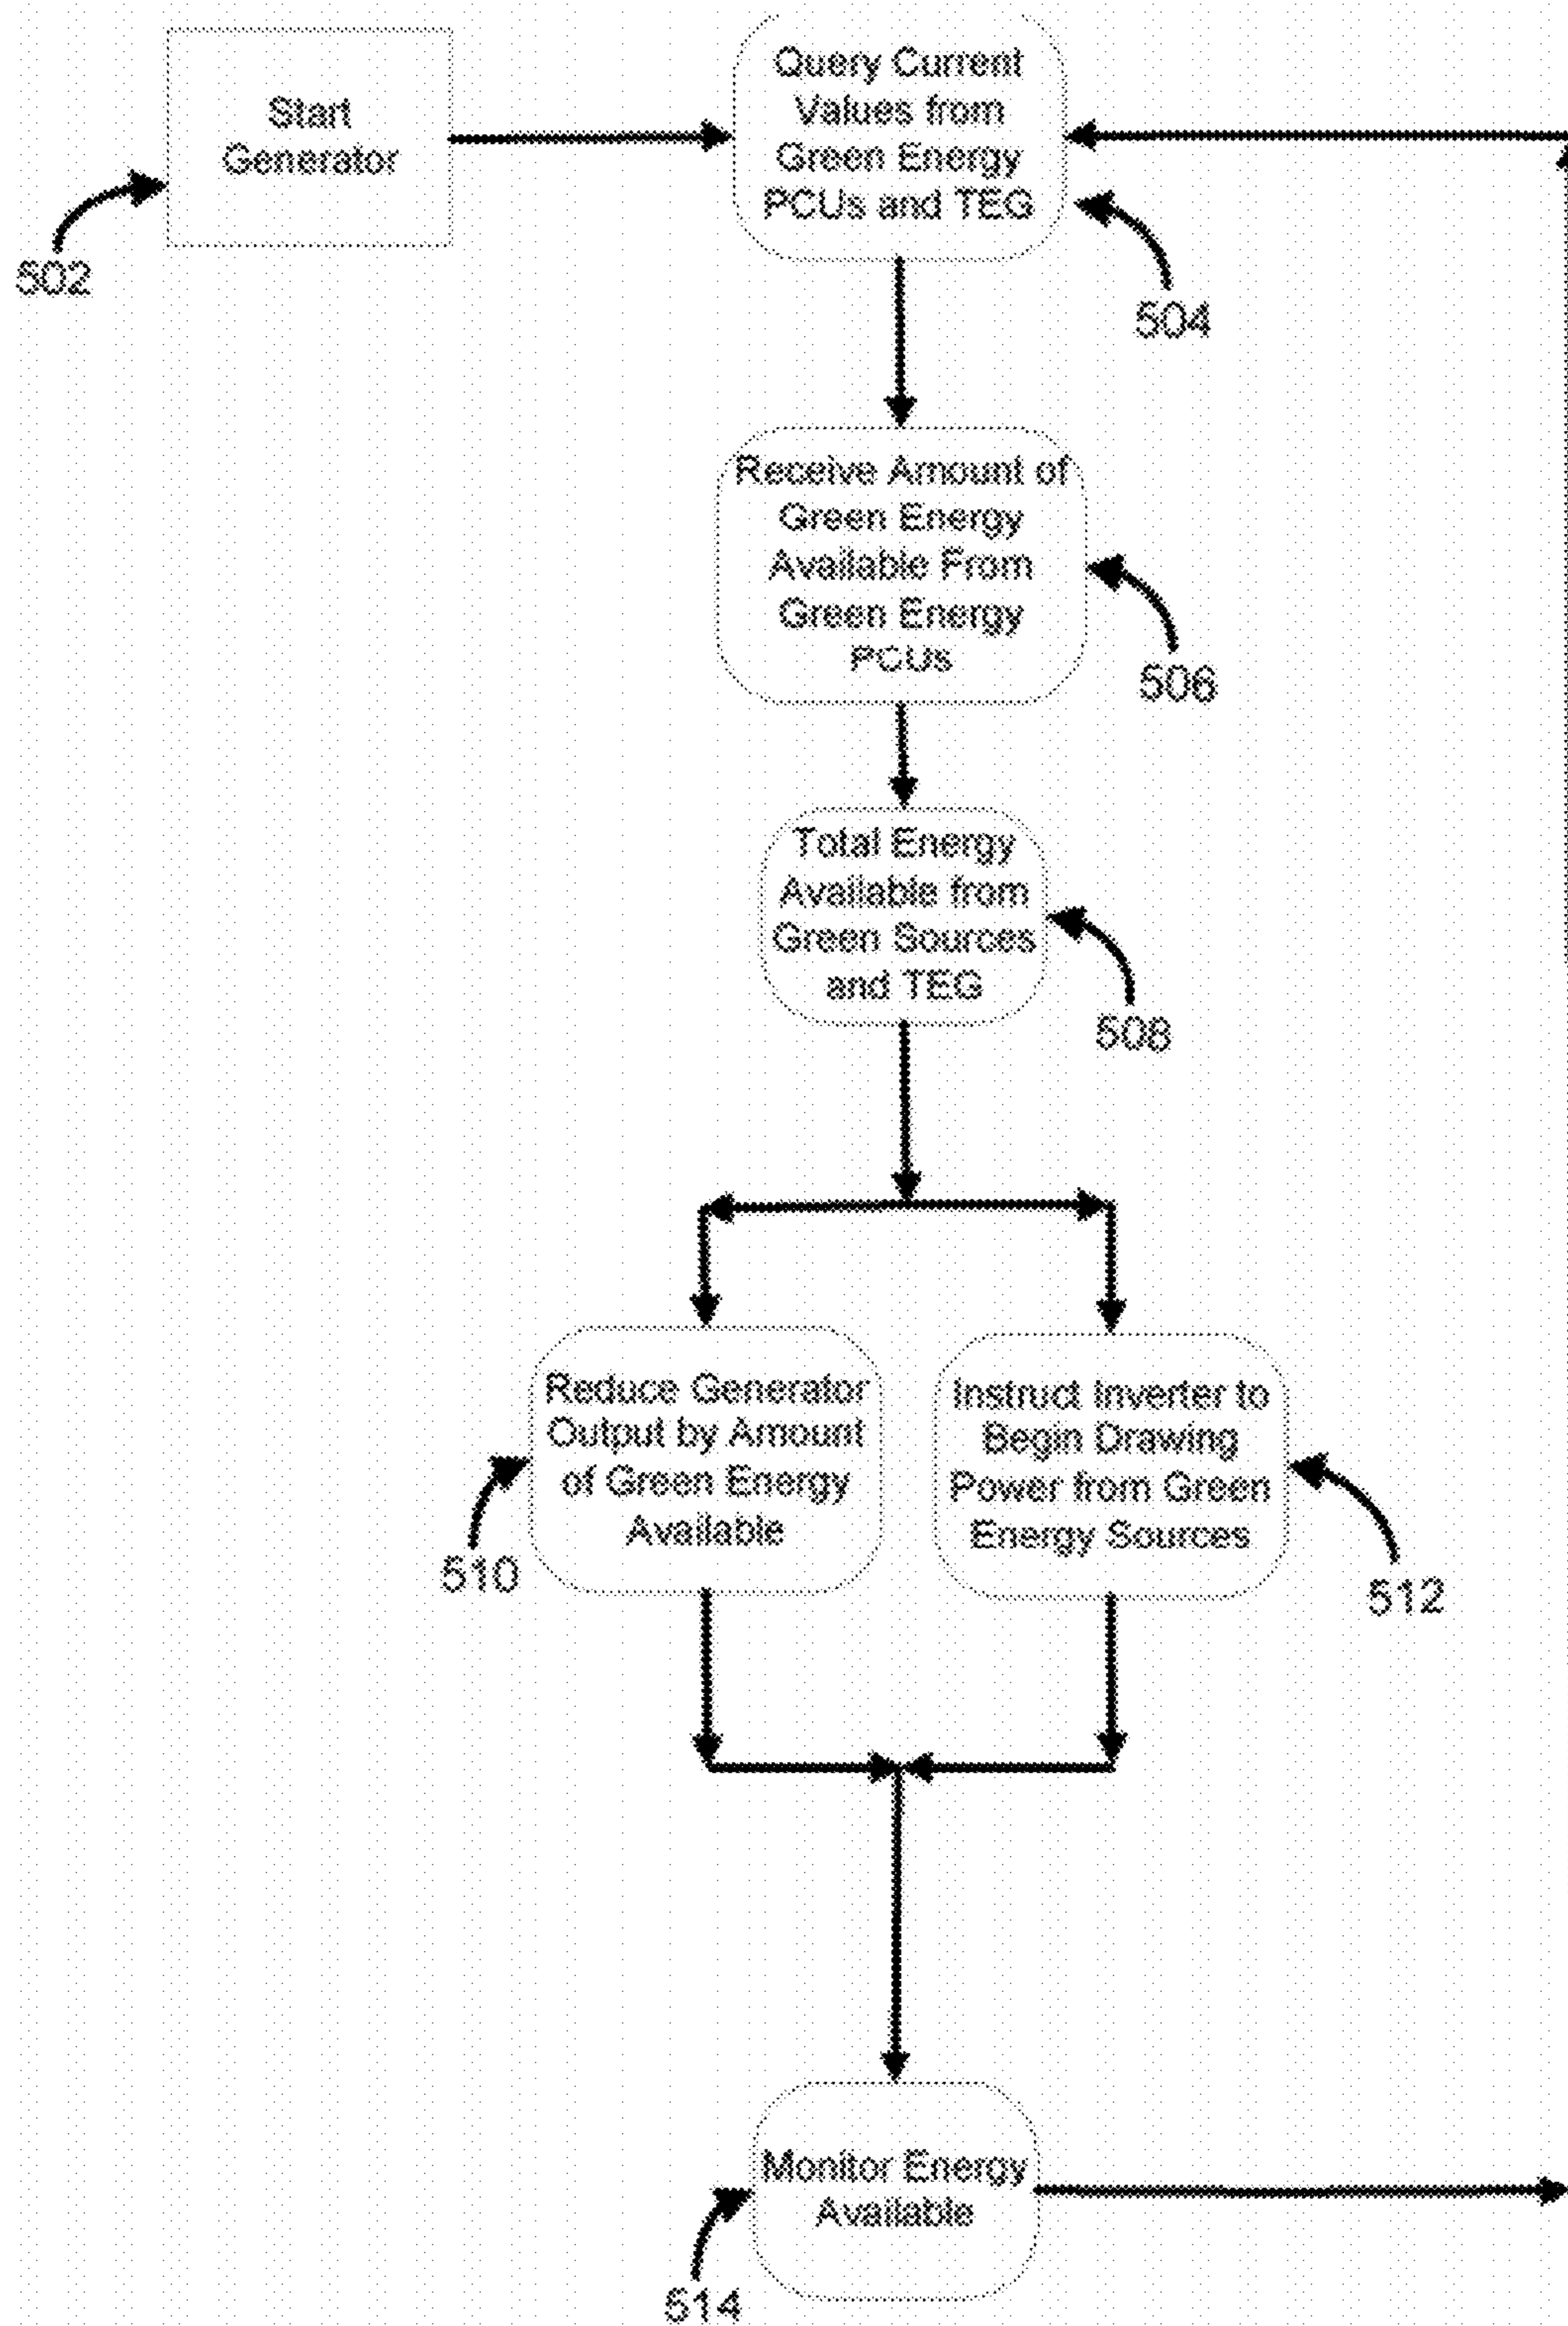 Start
Generator
502
Query Current
Values from
Green Energy
PCUs and TEG
504
Receive Amount of
Green Energy
Available From
Green Energy
PCUs
506
Total Energy
Available from
Green Sources
and TEG
508
Reduce Generator
Output by Amount
of Green Energy
Available
510
Instruct Inverter to
Begin Drawing
Power from Green
Energy Sources
512
Monitor Energy
Available
514